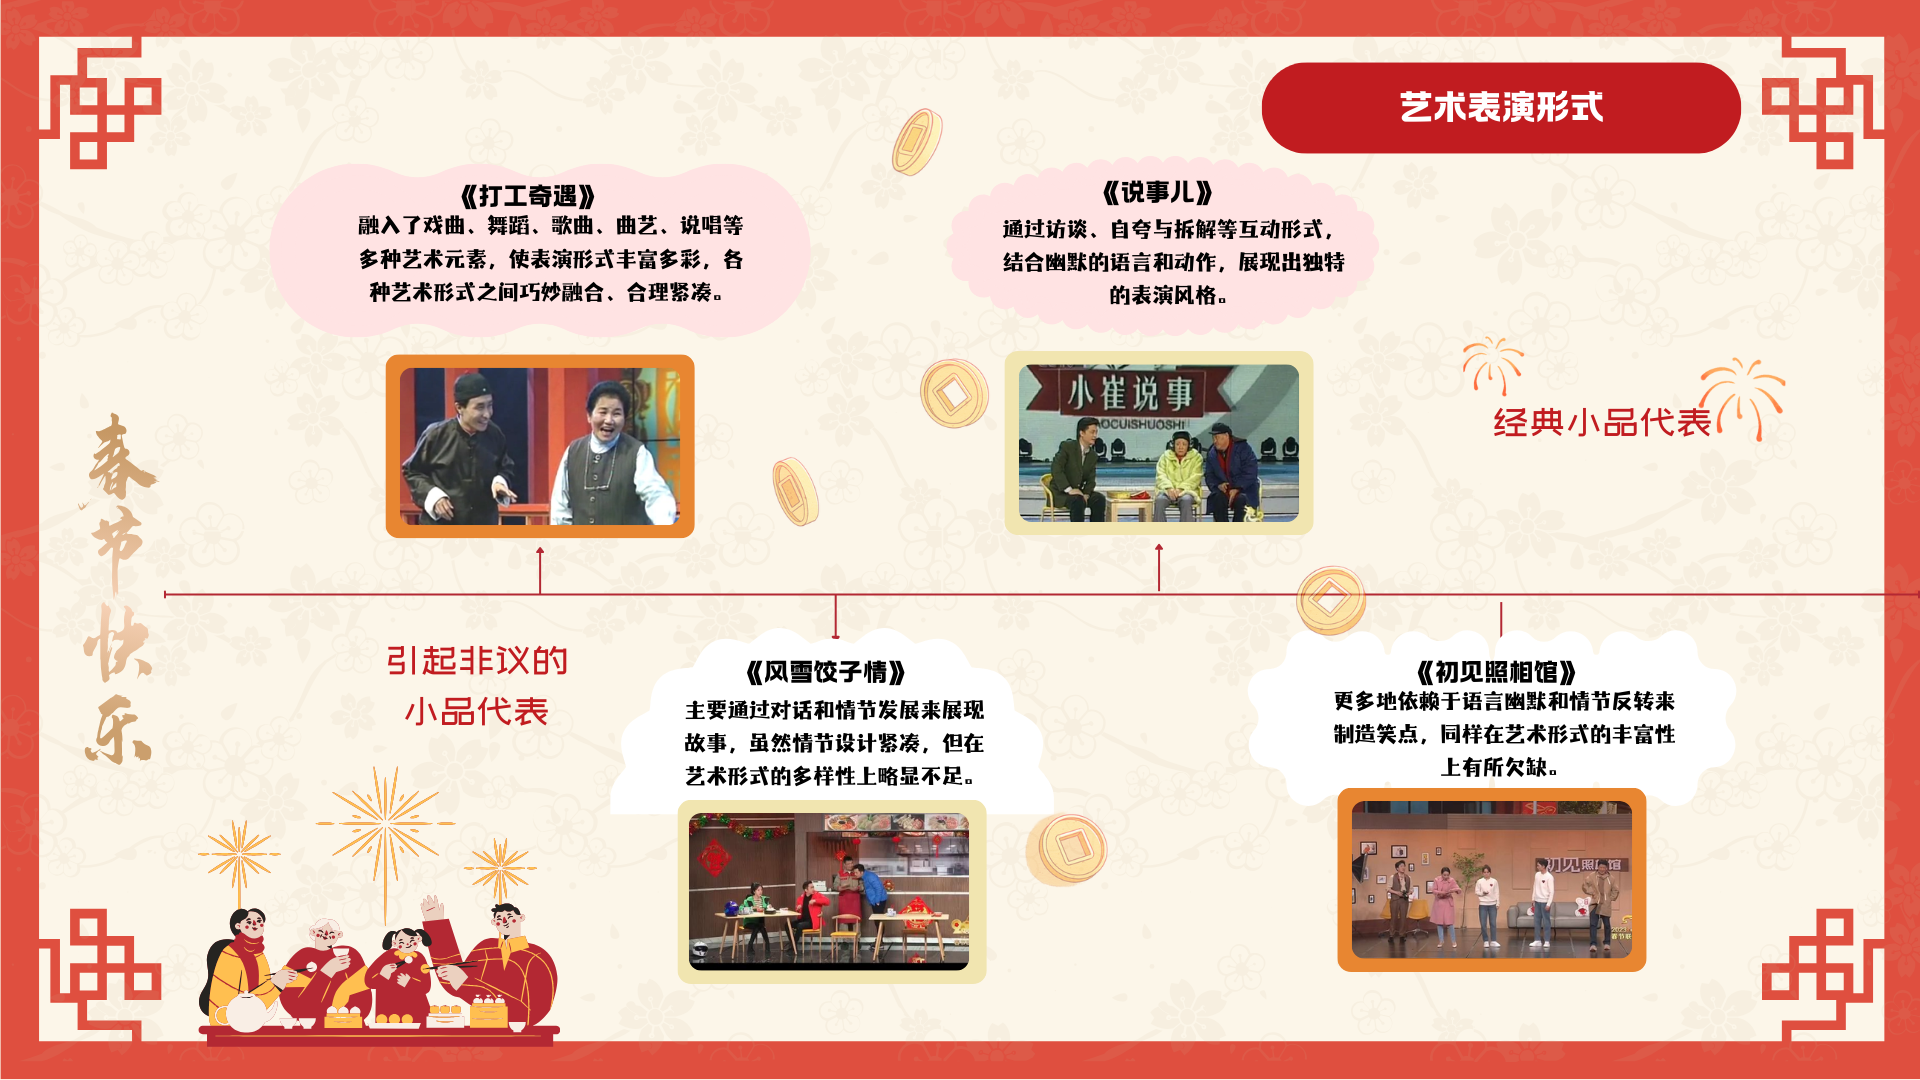 艺术表演形式
《打工奇遇》
融入了戏曲、舞蹈、歌曲、曲艺、说唱等
多种艺术元素，使表演形式丰富多彩，各
种艺术形式之间巧妙融合、合理紧凑。
《说事儿》
通过访谈、自夸与拆解等互动形式，
结合幽默的语言和动作，展现出独特
的表演风格。
小崔说事
AOCUISHUOSHI
经典小品代表
春节快乐
引起非议的
小品代表
《风雪饺子情》
主要通过对话和情节发展来展现
故事，虽然情节设计紧凑，但在
艺术形式的多样性上略显不足。
《初见照相馆》
更多地依赖于语言幽默和情节反转来
制造笑点，同样在艺术形式的丰富性
上有所欠缺。
初见照相馆